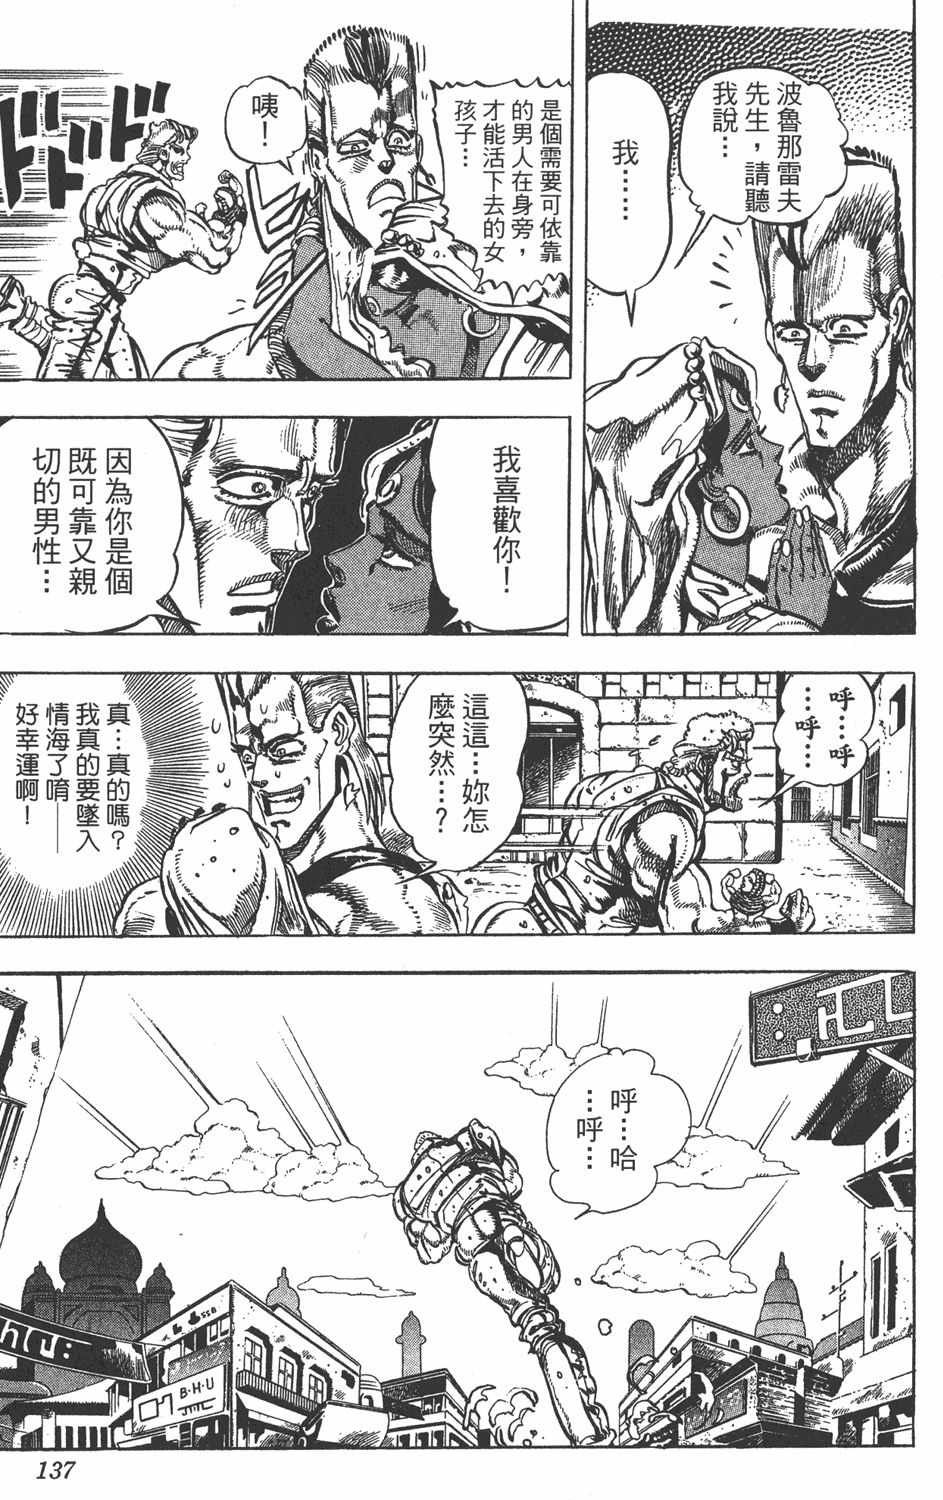 波魯那雷夫
先生，請聽
我說…
我……
是個需要可依靠
的男人在身旁，
才能活下去的女
孩子…
咦！
ドドド
我喜歡你！
因為你是個
既可靠又親
切的男性…
呼…呼
…呼…
這這…妳怎
麼突然…？
真…真的嗎？
我真的要墜入
情海了唷——
好幸運啊！
呼…哈
…呼…
B·H·U
137